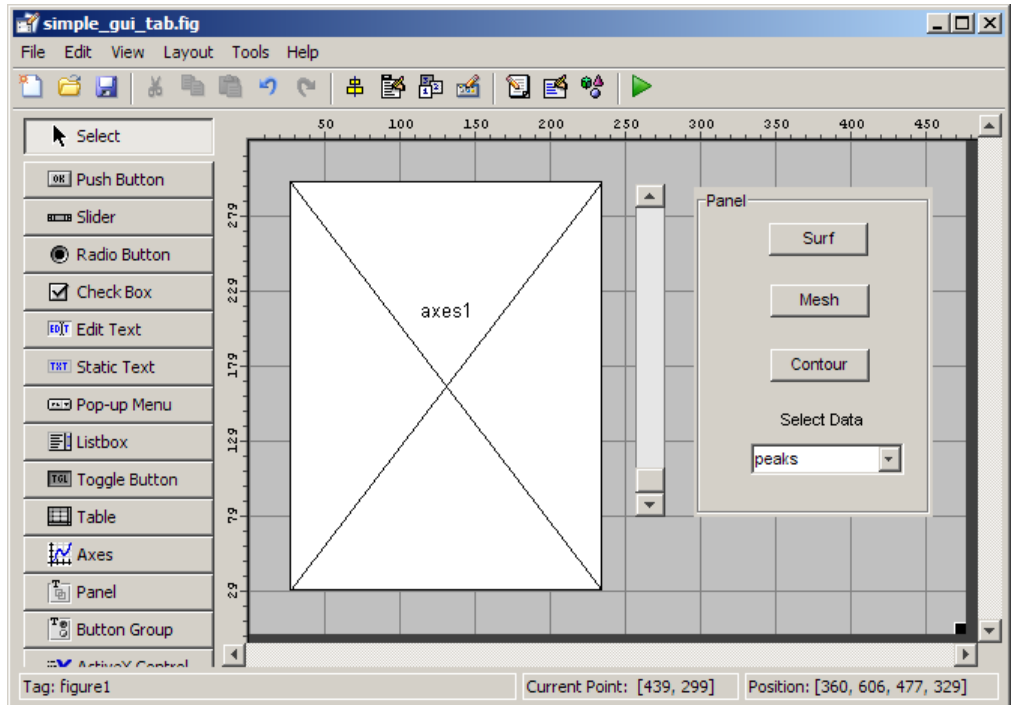 simple_gui_tab.fig
File Edit View Layout Tools Help
Select
50 100 150 200 250 300 350 400 450
Push Button
Slider
Radio Button
Check Box
Edit Text
Static Text
Pop-up Menu
Listbox
Toggle Button
Table
Axes
Panel
Button Group
ActiveX Control
279
229
179
129
79
29
axes1
Panel
Surf
Mesh
Contour
Select Data
peaks
Tag: figure1
Current Point: [439, 299]
Position: [360, 606, 477, 329]